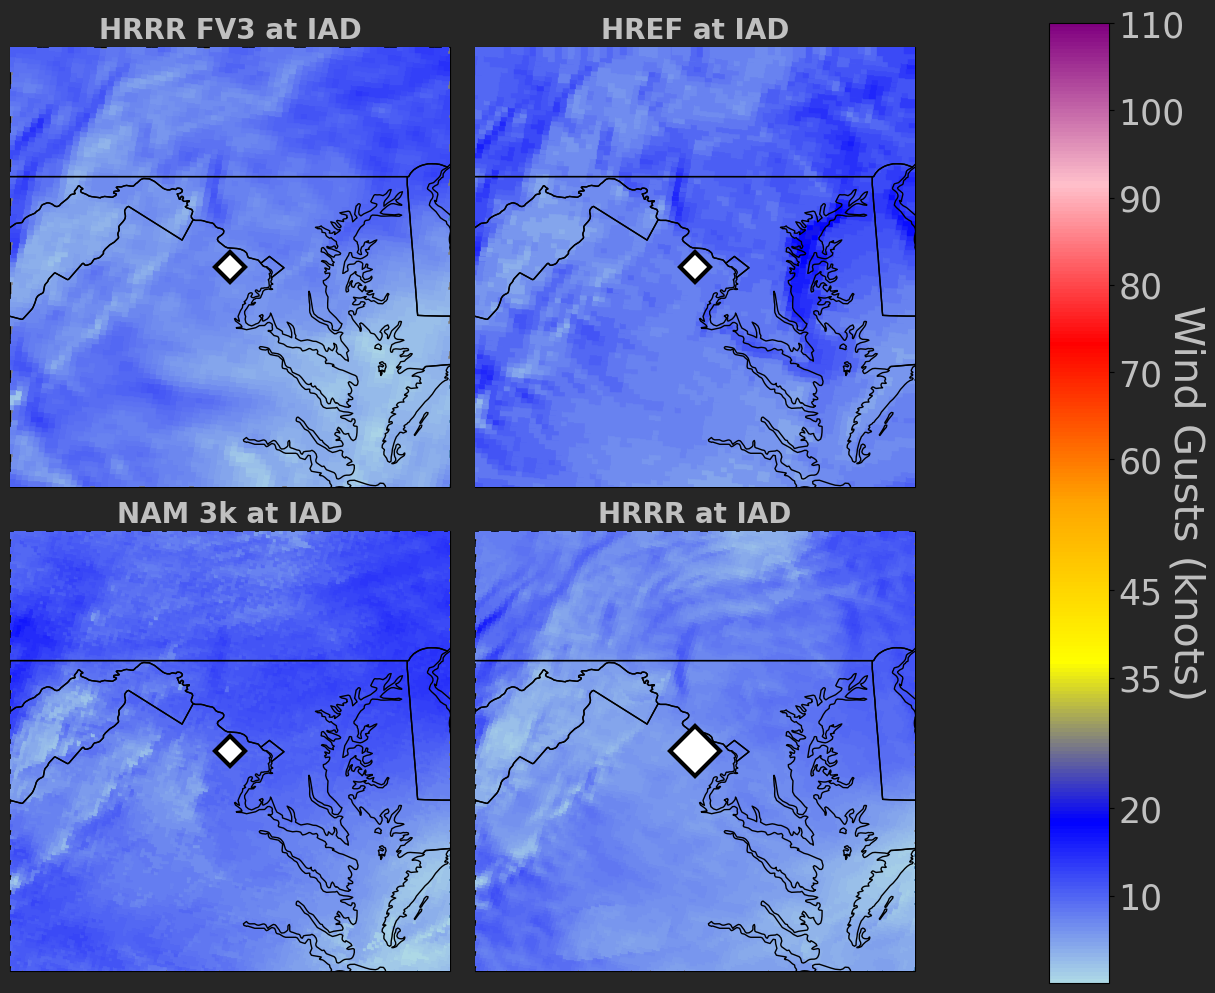 HRRR FV3 at IAD
HREF at IAD
NAM 3k at IAD
HRRR at IAD
110
100
90
80
70
60
45
35
20
10
Wind Gusts (knots)